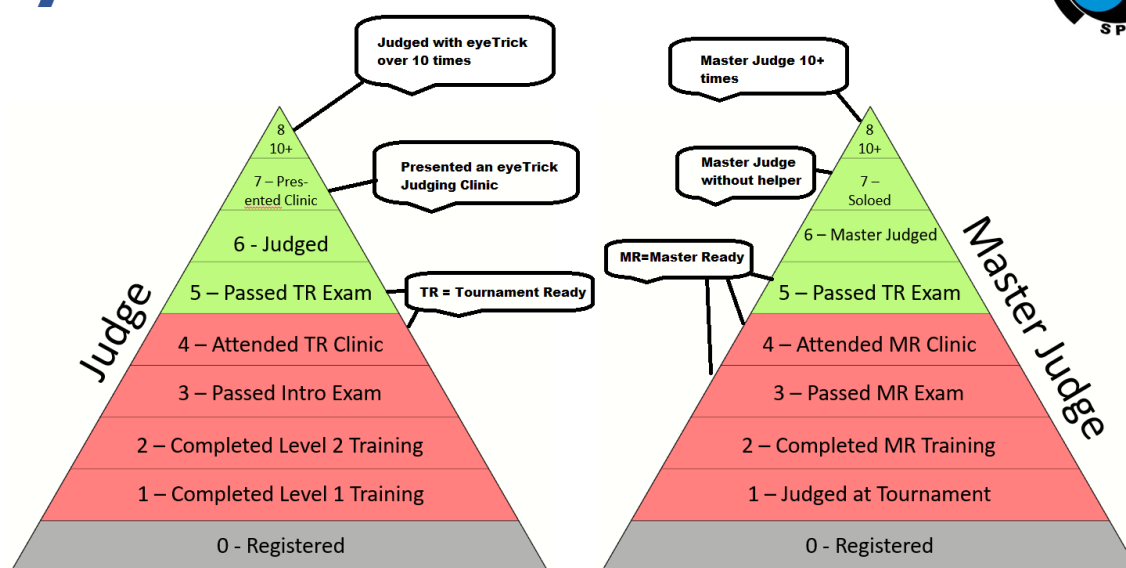 SP
Judged with eyeTrick
over 10 times
8
10+
Presented an eyeTrick
Judging Clinic
7 – Pres-
ented Clinic
6 - Judged
TR = Tournament Ready
5 – Passed TR Exam
Judge
4 – Attended TR Clinic
3 – Passed Intro Exam
2 – Completed Level 2 Training
1 – Completed Level 1 Training
0 - Registered
Master Judge 10+
times
8
10+
Master Judge
without helper
7 –
Soloed
6 – Master Judged
MR=Master Ready
5 – Passed TR Exam
Master Judge
4 – Attended MR Clinic
3 – Passed MR Exam
2 – Completed MR Training
1 – Judged at Tournament
0 - Registered